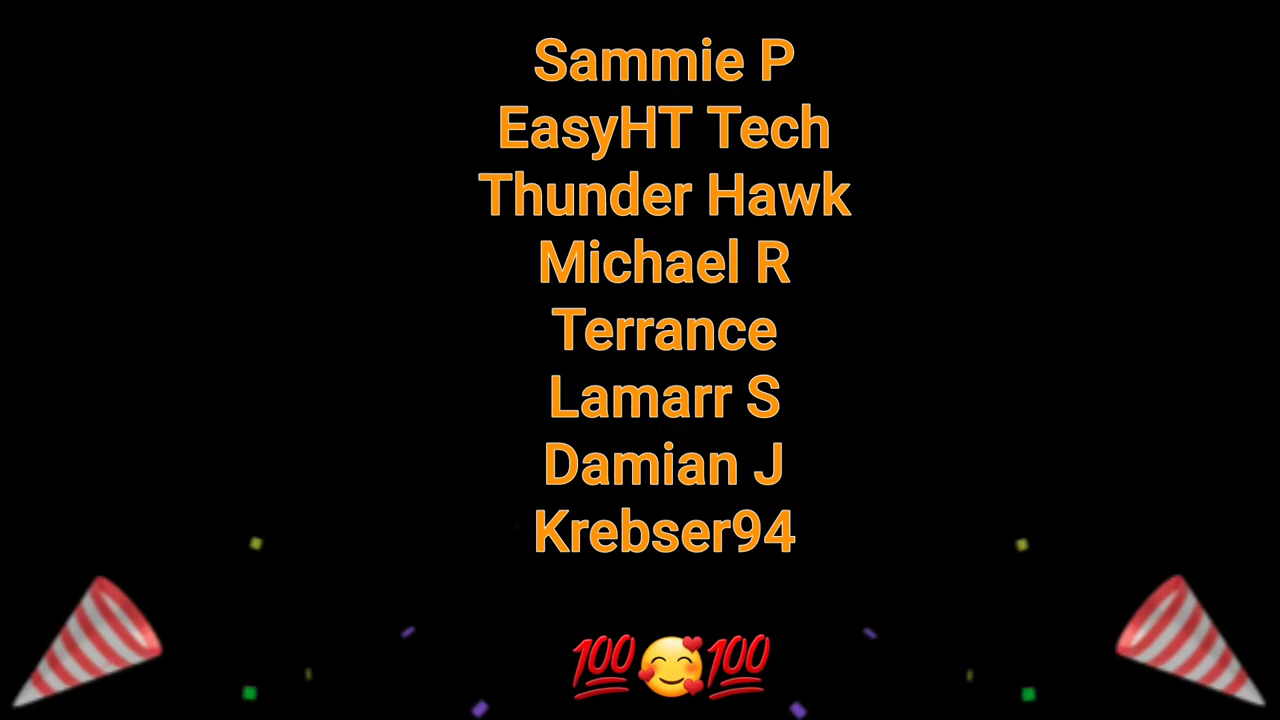 Sammie P
EasyHT Tech
Thunder Hawk
Michael R
Terrance
Lamarr S
Damian J
Krebser94
💯🥰💯